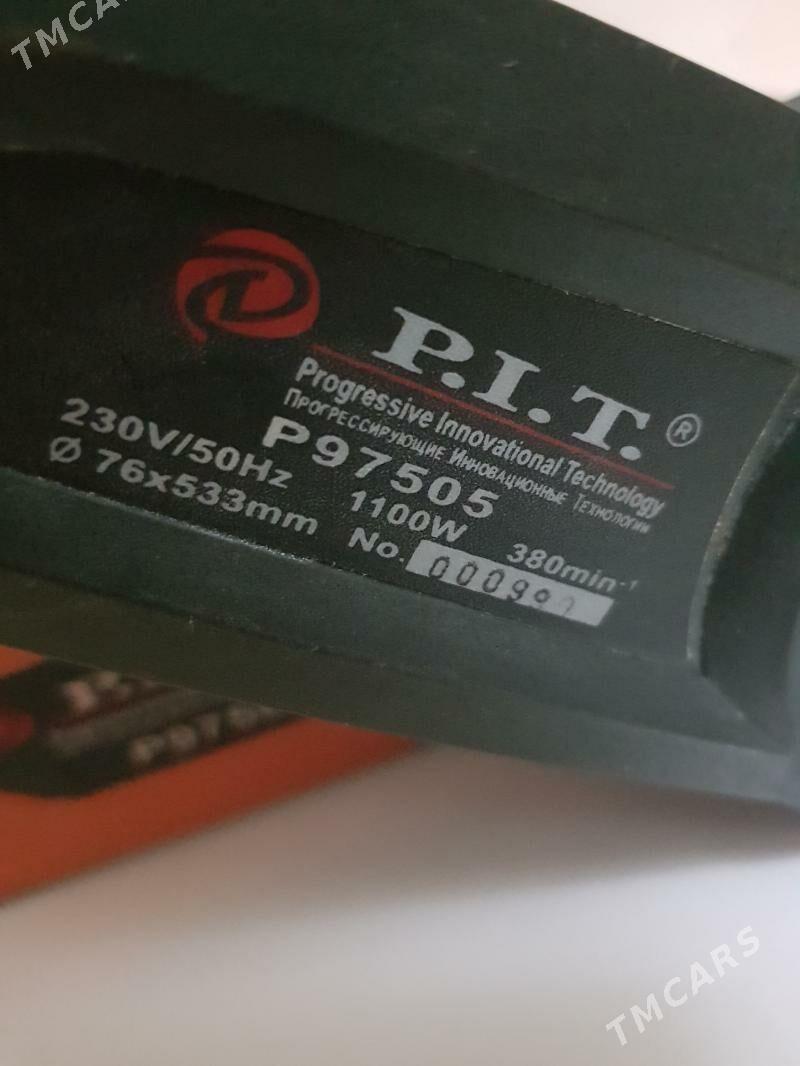 TMCARS
P.I.T.®
Progressive Innovational Technology
Прогрессирующие Инновационные Технологии
P97505
230V/50Hz 1100W 380min⁻¹
Ø 76x533mm No.
TMCARS